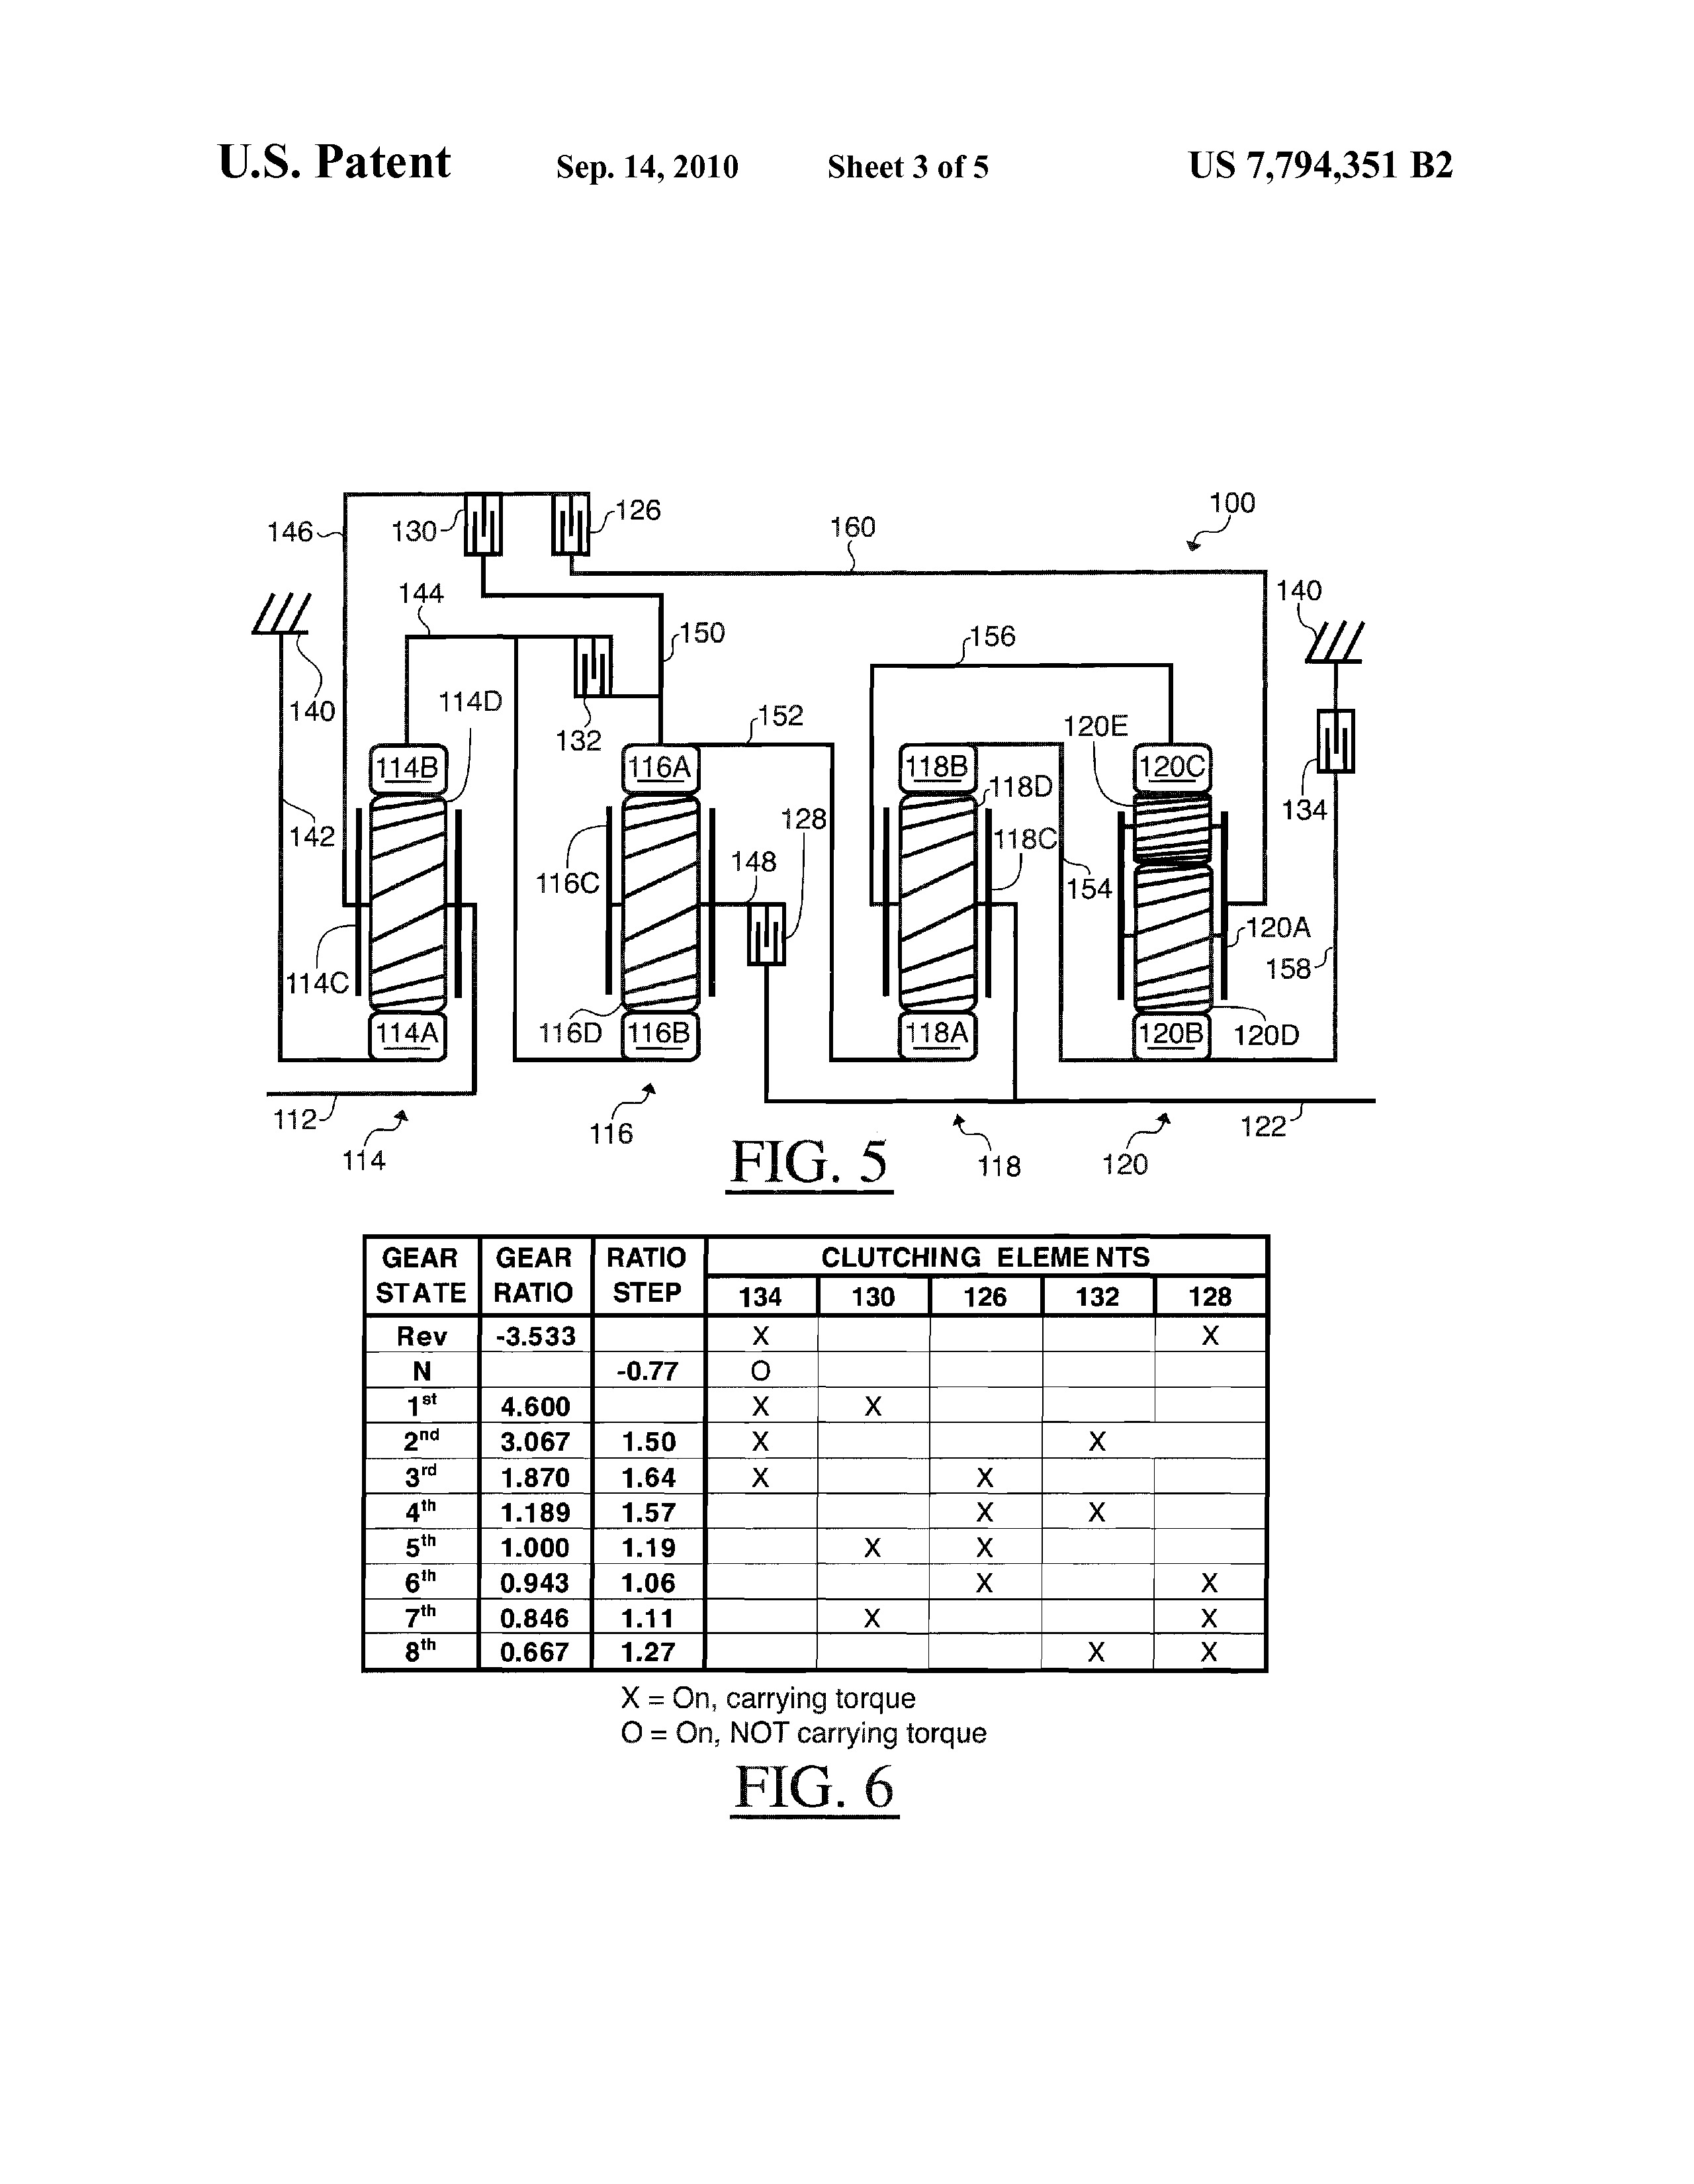 U.S. Patent Sep. 14, 2010 Sheet 3 of 5 US 7,794,351 B2
146 130 126 160 100
144 150 156 140
140 114D 132 152 120E
114B 116A 118B 120C
142 116C 128 118D 118C 134
148 154
114C 120A 158
116D 120D
114A 116B 118A 120B
112 122
114 116 118 120
FIG. 5
GEAR STATE GEAR RATIO RATIO STEP CLUTCHING ELEMENTS
134 130 126 132 128
Rev -3.533 X X
N -0.77 O
1st 4.600 X X
2nd 3.067 1.50 X X
3rd 1.870 1.64 X X
4th 1.189 1.57 X X
5th 1.000 1.19 X X
6th 0.943 1.06 X X
7th 0.846 1.11 X X
8th 0.667 1.27 X X
X = On, carrying torque
O = On, NOT carrying torque
FIG. 6